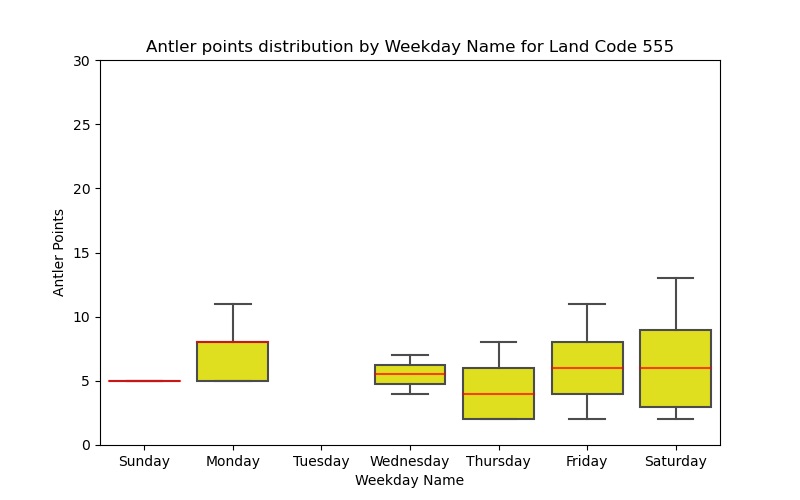 Antler points distribution by Weekday Name for Land Code 555
30
25
20
15
10
5
0
Antler Points
Sunday Monday Tuesday Wednesday Thursday Friday Saturday
Weekday Name